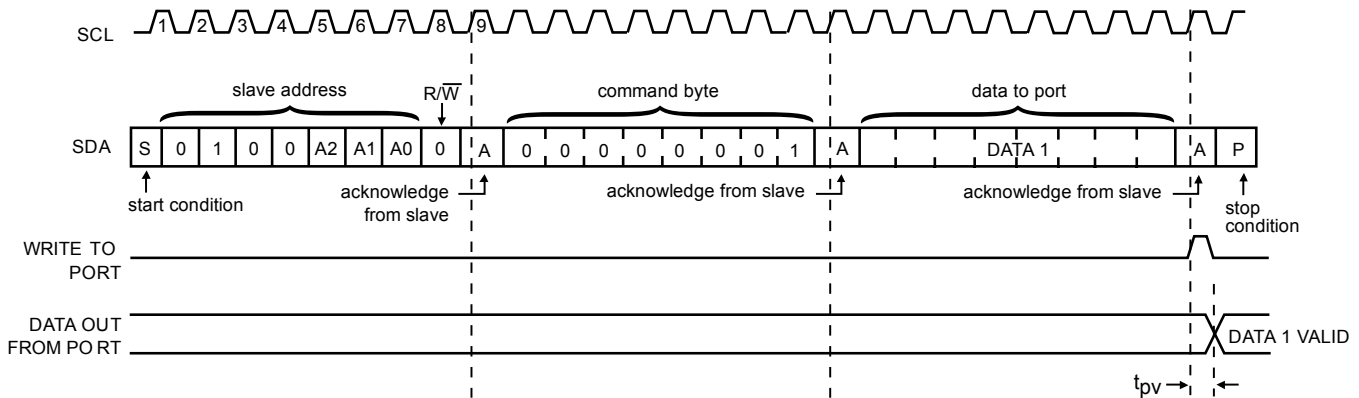 SCL 1 2 3 4 5 6 7 8 9
slave address R/W̅ command byte data to port
SDA S 0 1 0 0 A2 A1 A0 0 A 0 0 0 0 0 0 0 1 A DATA 1 A P
start condition acknowledge from slave acknowledge from slave acknowledge from slave stop condition
WRITE TO
PORT
DATA OUT
FROM PORT
DATA 1 VALID
tpv